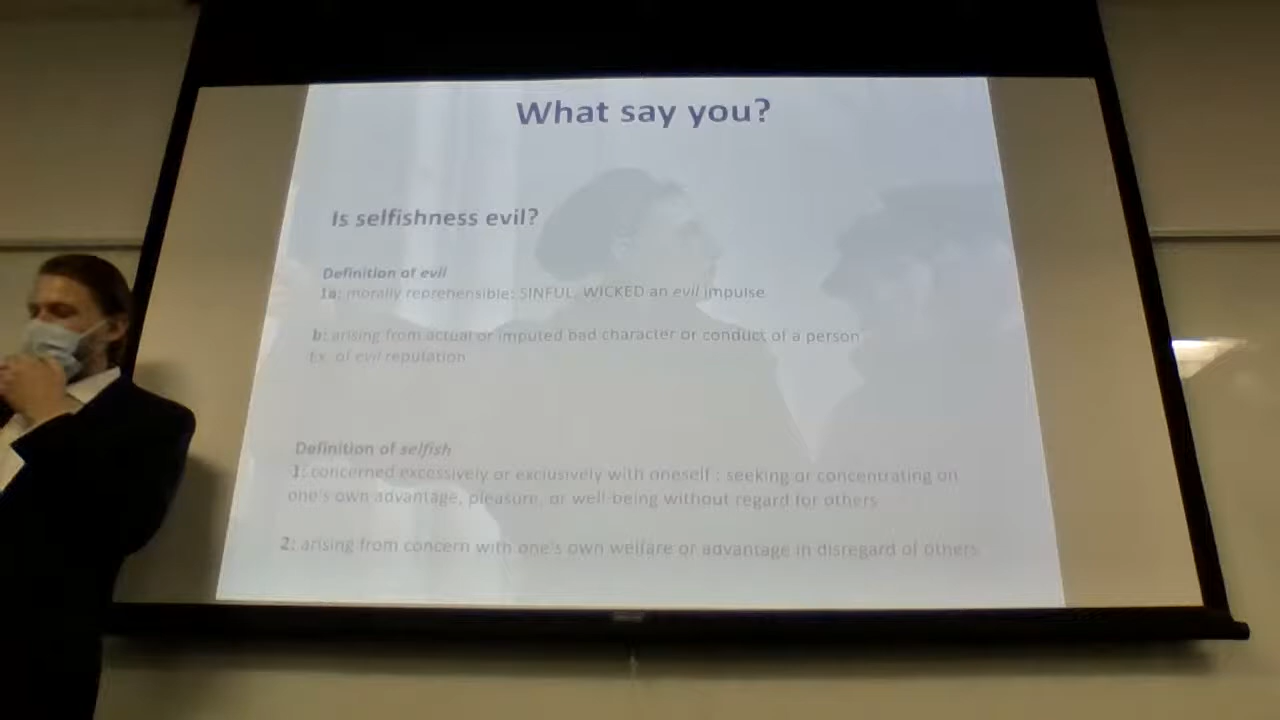 What say you?
Is selfishness evil?
Definition of evil
1a: morally reprehensible: SINFUL, WICKED an evil impulse
b: arising from actual or imputed bad character or conduct of a person
Ex. of evil reputation
Definition of selfish
1: concerned excessively or exclusively with oneself : seeking or concentrating on
one's own advantage, pleasure, or well-being without regard for others
2: arising from concern with one's own welfare or advantage in disregard of others